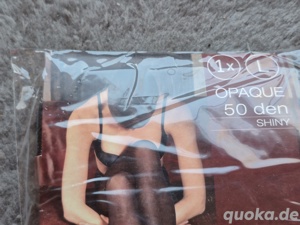 1x L
OPAQUE
50 den
SHINY
quoka.de